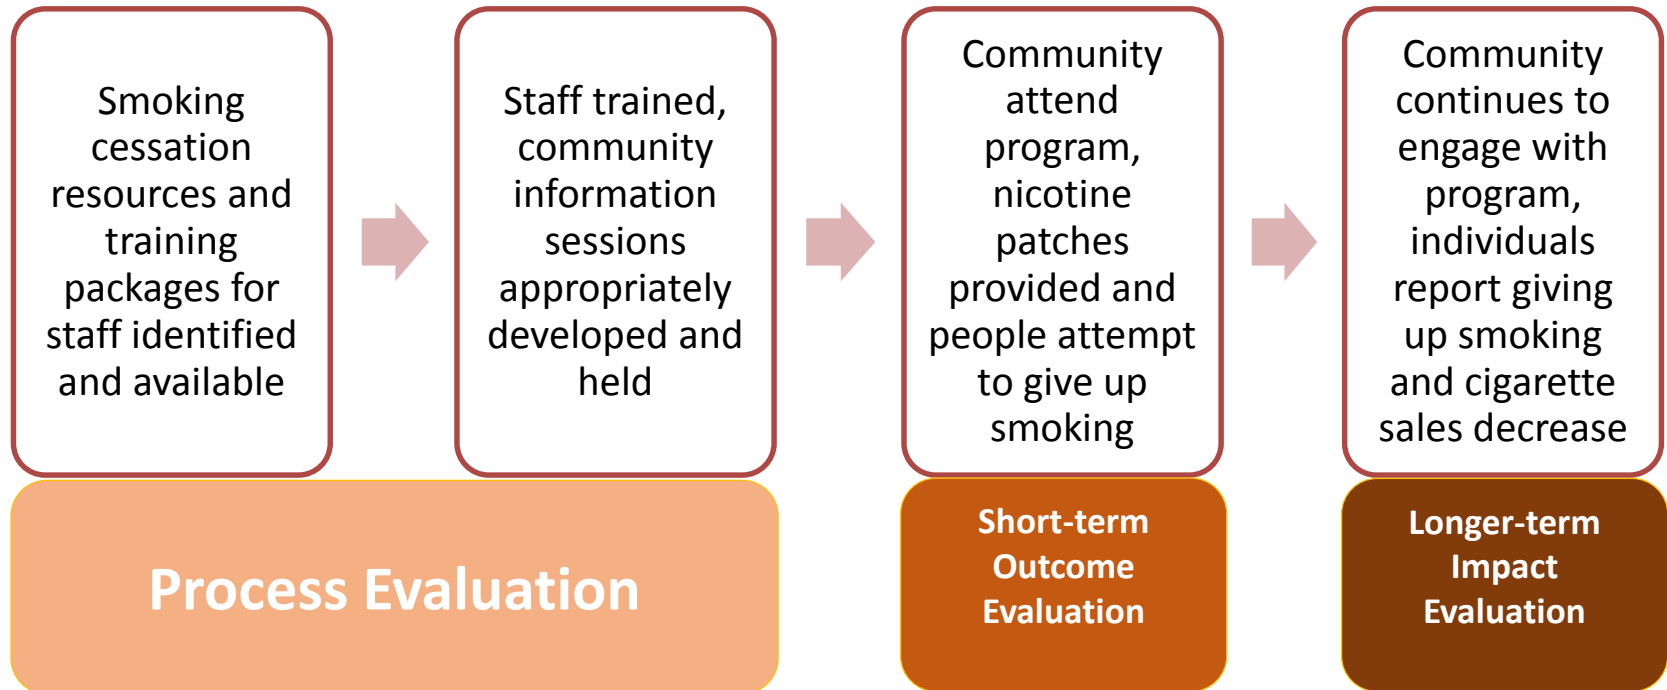 Smoking
cessation
resources and
training
packages for
staff identified
and available
Staff trained,
community
information
sessions
appropriately
developed and
held
Community
attend
program,
nicotine
patches
provided and
people attempt
to give up
smoking
Community
continues to
engage with
program,
individuals
report giving
up smoking
and cigarette
sales decrease
Process Evaluation
Short-term
Outcome
Evaluation
Longer-term
Impact
Evaluation